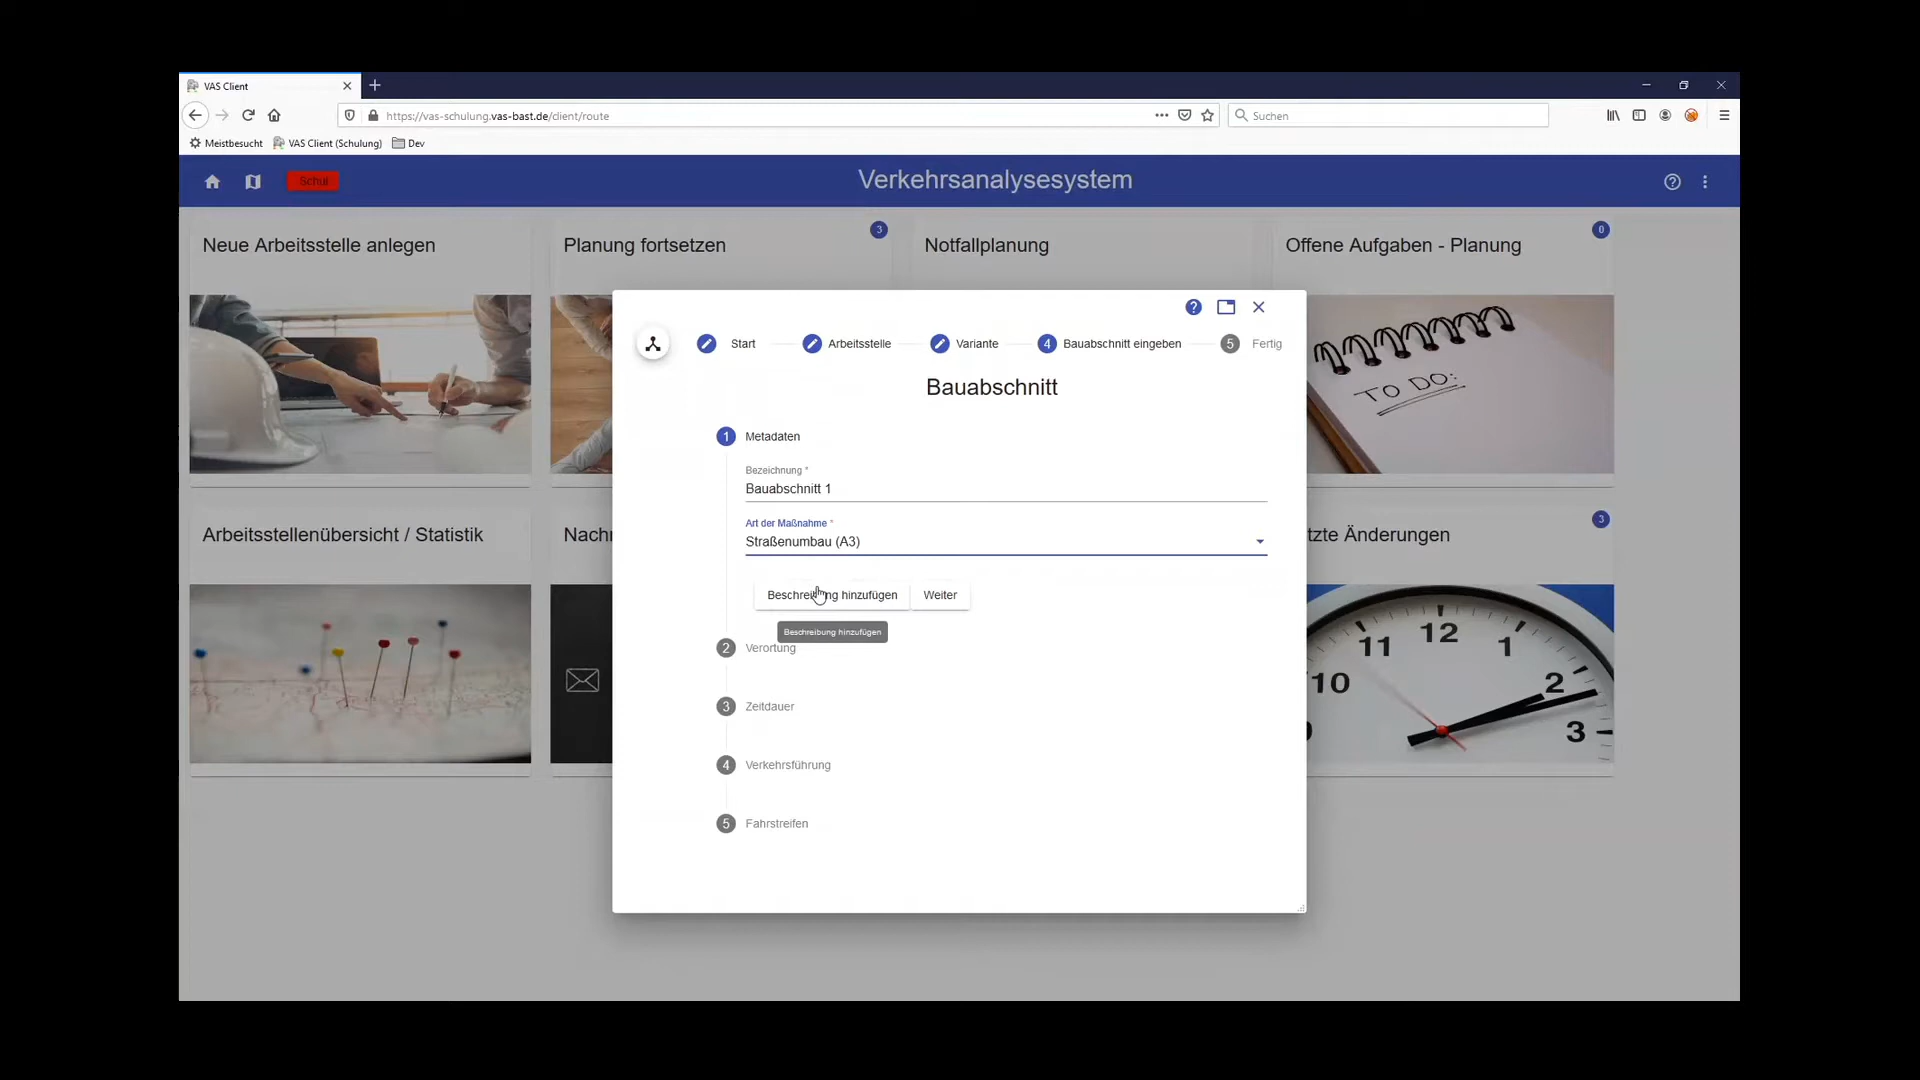 VAS Client
https://vas-schulung.vas-bast.de/client/route
Suchen
Meistbesucht
VAS Client (Schulung)
Dev
Schul
Verkehrsanalysesystem
Neue Arbeitsstelle anlegen
Planung fortsetzen
3
Notfallplanung
Offene Aufgaben - Planung
0
TO DO:
Start
Arbeitsstelle
Variante
4 Bauabschnitt eingeben
5 Fertig
Bauabschnitt
1 Metadaten
Bezeichnung *
Bauabschnitt 1
Art der Maßnahme *
Straßenumbau (A3)
Beschreibung hinzufügen
Weiter
Beschreibung hinzufügen
2 Verortung
3 Zeitdauer
4 Verkehrsführung
5 Fahrstreifen
Arbeitsstellenübersicht / Statistik
Nachr
tzte Änderungen
3
11 12 1
10 2
3